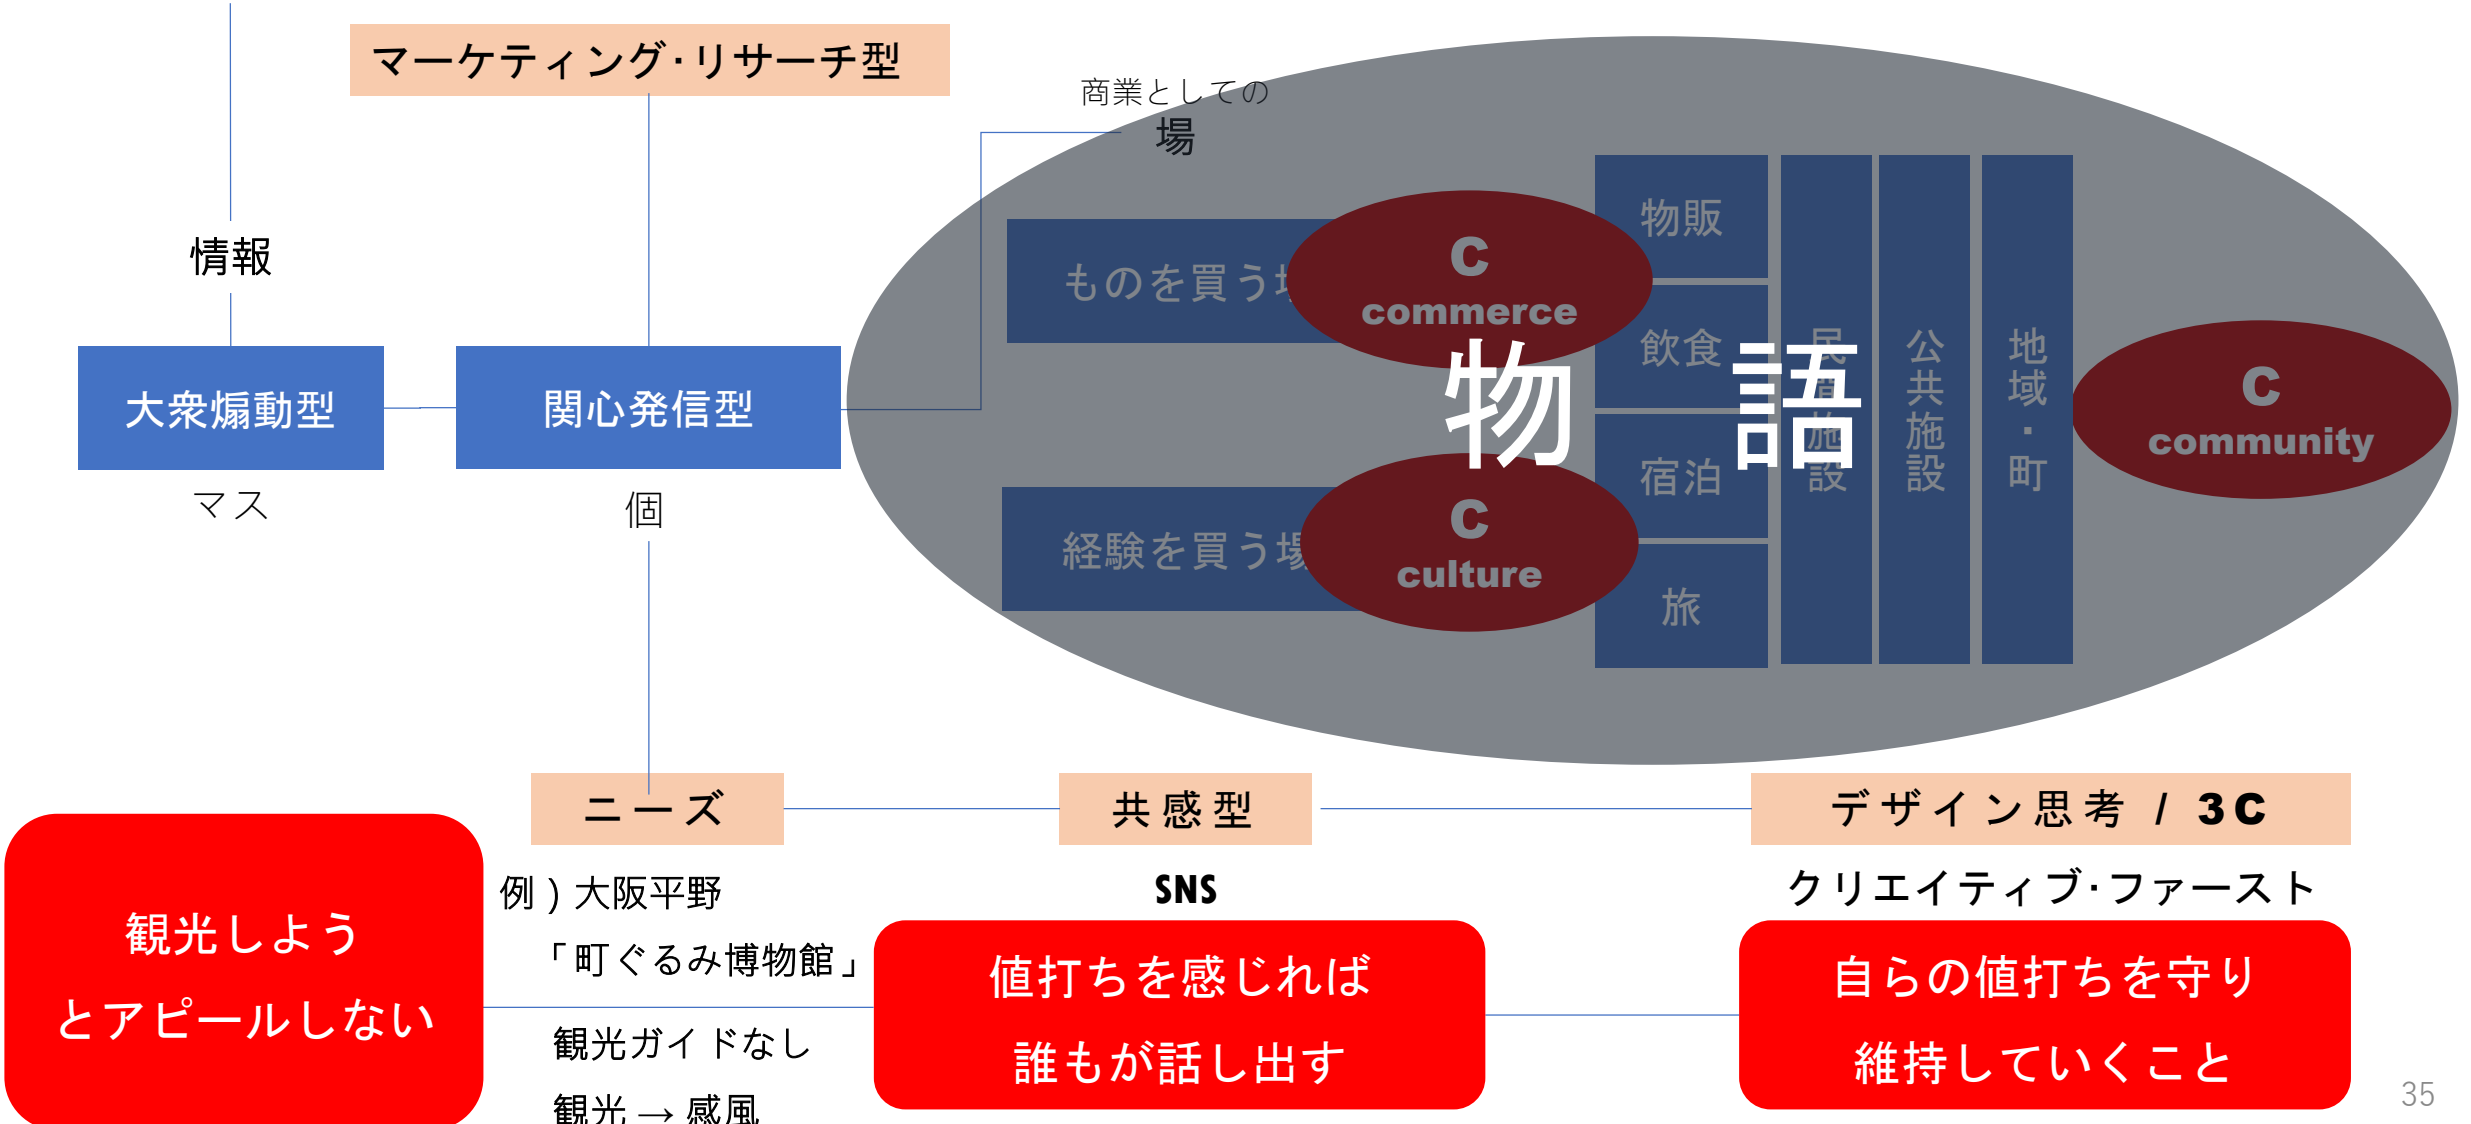 マーケティング･リサーチ型
商業としての
場
情報
大衆煽動型
関心発信型
マス
個
ものを買う場
経験を買う場
C
commerce
C
culture
物販
飲食
宿泊
旅
民間施設
公共施設
地域・町
C
community
物 語
ニーズ
共感型
デザイン思考 / 3C
例）大阪平野
「町ぐるみ博物館」
観光ガイドなし
観光 → 感風
SNS
クリエイティブ･ファースト
観光しよう
とアピールしない
値打ちを感じれば
誰もが話し出す
自らの値打ちを守り
維持していくこと
35